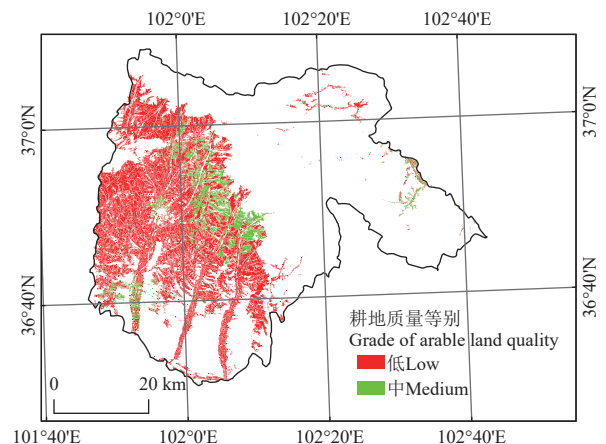 102°0′E 102°20′E 102°40′E
37°0′N 37°0′N
36°40′N 36°40′N
耕地质量等别
Grade of arable land quality
低Low
中Medium
0 20 km
101°40′E 102°0′E 102°20′E 102°40′E